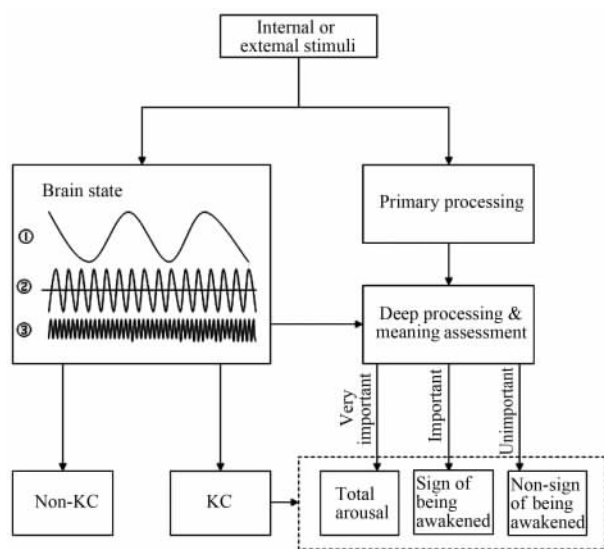 Internal or
external stimuli
Brain state
①
②
③
Primary processing
Deep processing &
meaning assessment
Very
important
Important
Unimportant
Non-KC
KC
Total
arousal
Sign of
being
awakened
Non-sign
of being
awakened